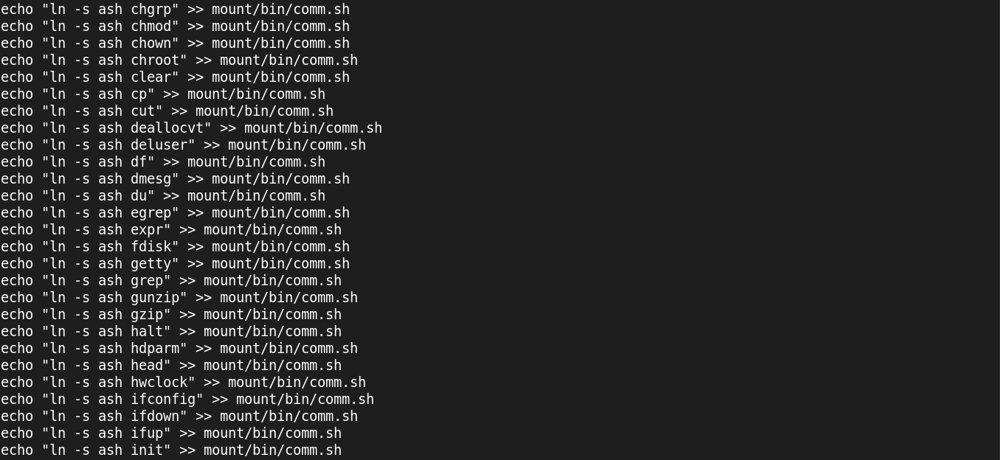 echo "ln -s ash chgrp" >> mount/bin/comm.sh
echo "ln -s ash chmod" >> mount/bin/comm.sh
echo "ln -s ash chown" >> mount/bin/comm.sh
echo "ln -s ash chroot" >> mount/bin/comm.sh
echo "ln -s ash clear" >> mount/bin/comm.sh
echo "ln -s ash cp" >> mount/bin/comm.sh
echo "ln -s ash cut" >> mount/bin/comm.sh
echo "ln -s ash deallocvt" >> mount/bin/comm.sh
echo "ln -s ash deluser" >> mount/bin/comm.sh
echo "ln -s ash df" >> mount/bin/comm.sh
echo "ln -s ash dmesg" >> mount/bin/comm.sh
echo "ln -s ash du" >> mount/bin/comm.sh
echo "ln -s ash egrep" >> mount/bin/comm.sh
echo "ln -s ash expr" >> mount/bin/comm.sh
echo "ln -s ash fdisk" >> mount/bin/comm.sh
echo "ln -s ash getty" >> mount/bin/comm.sh
echo "ln -s ash grep" >> mount/bin/comm.sh
echo "ln -s ash gunzip" >> mount/bin/comm.sh
echo "ln -s ash gzip" >> mount/bin/comm.sh
echo "ln -s ash halt" >> mount/bin/comm.sh
echo "ln -s ash hdparm" >> mount/bin/comm.sh
echo "ln -s ash head" >> mount/bin/comm.sh
echo "ln -s ash hwclock" >> mount/bin/comm.sh
echo "ln -s ash ifconfig" >> mount/bin/comm.sh
echo "ln -s ash ifdown" >> mount/bin/comm.sh
echo "ln -s ash ifup" >> mount/bin/comm.sh
echo "ln -s ash init" >> mount/bin/comm.sh